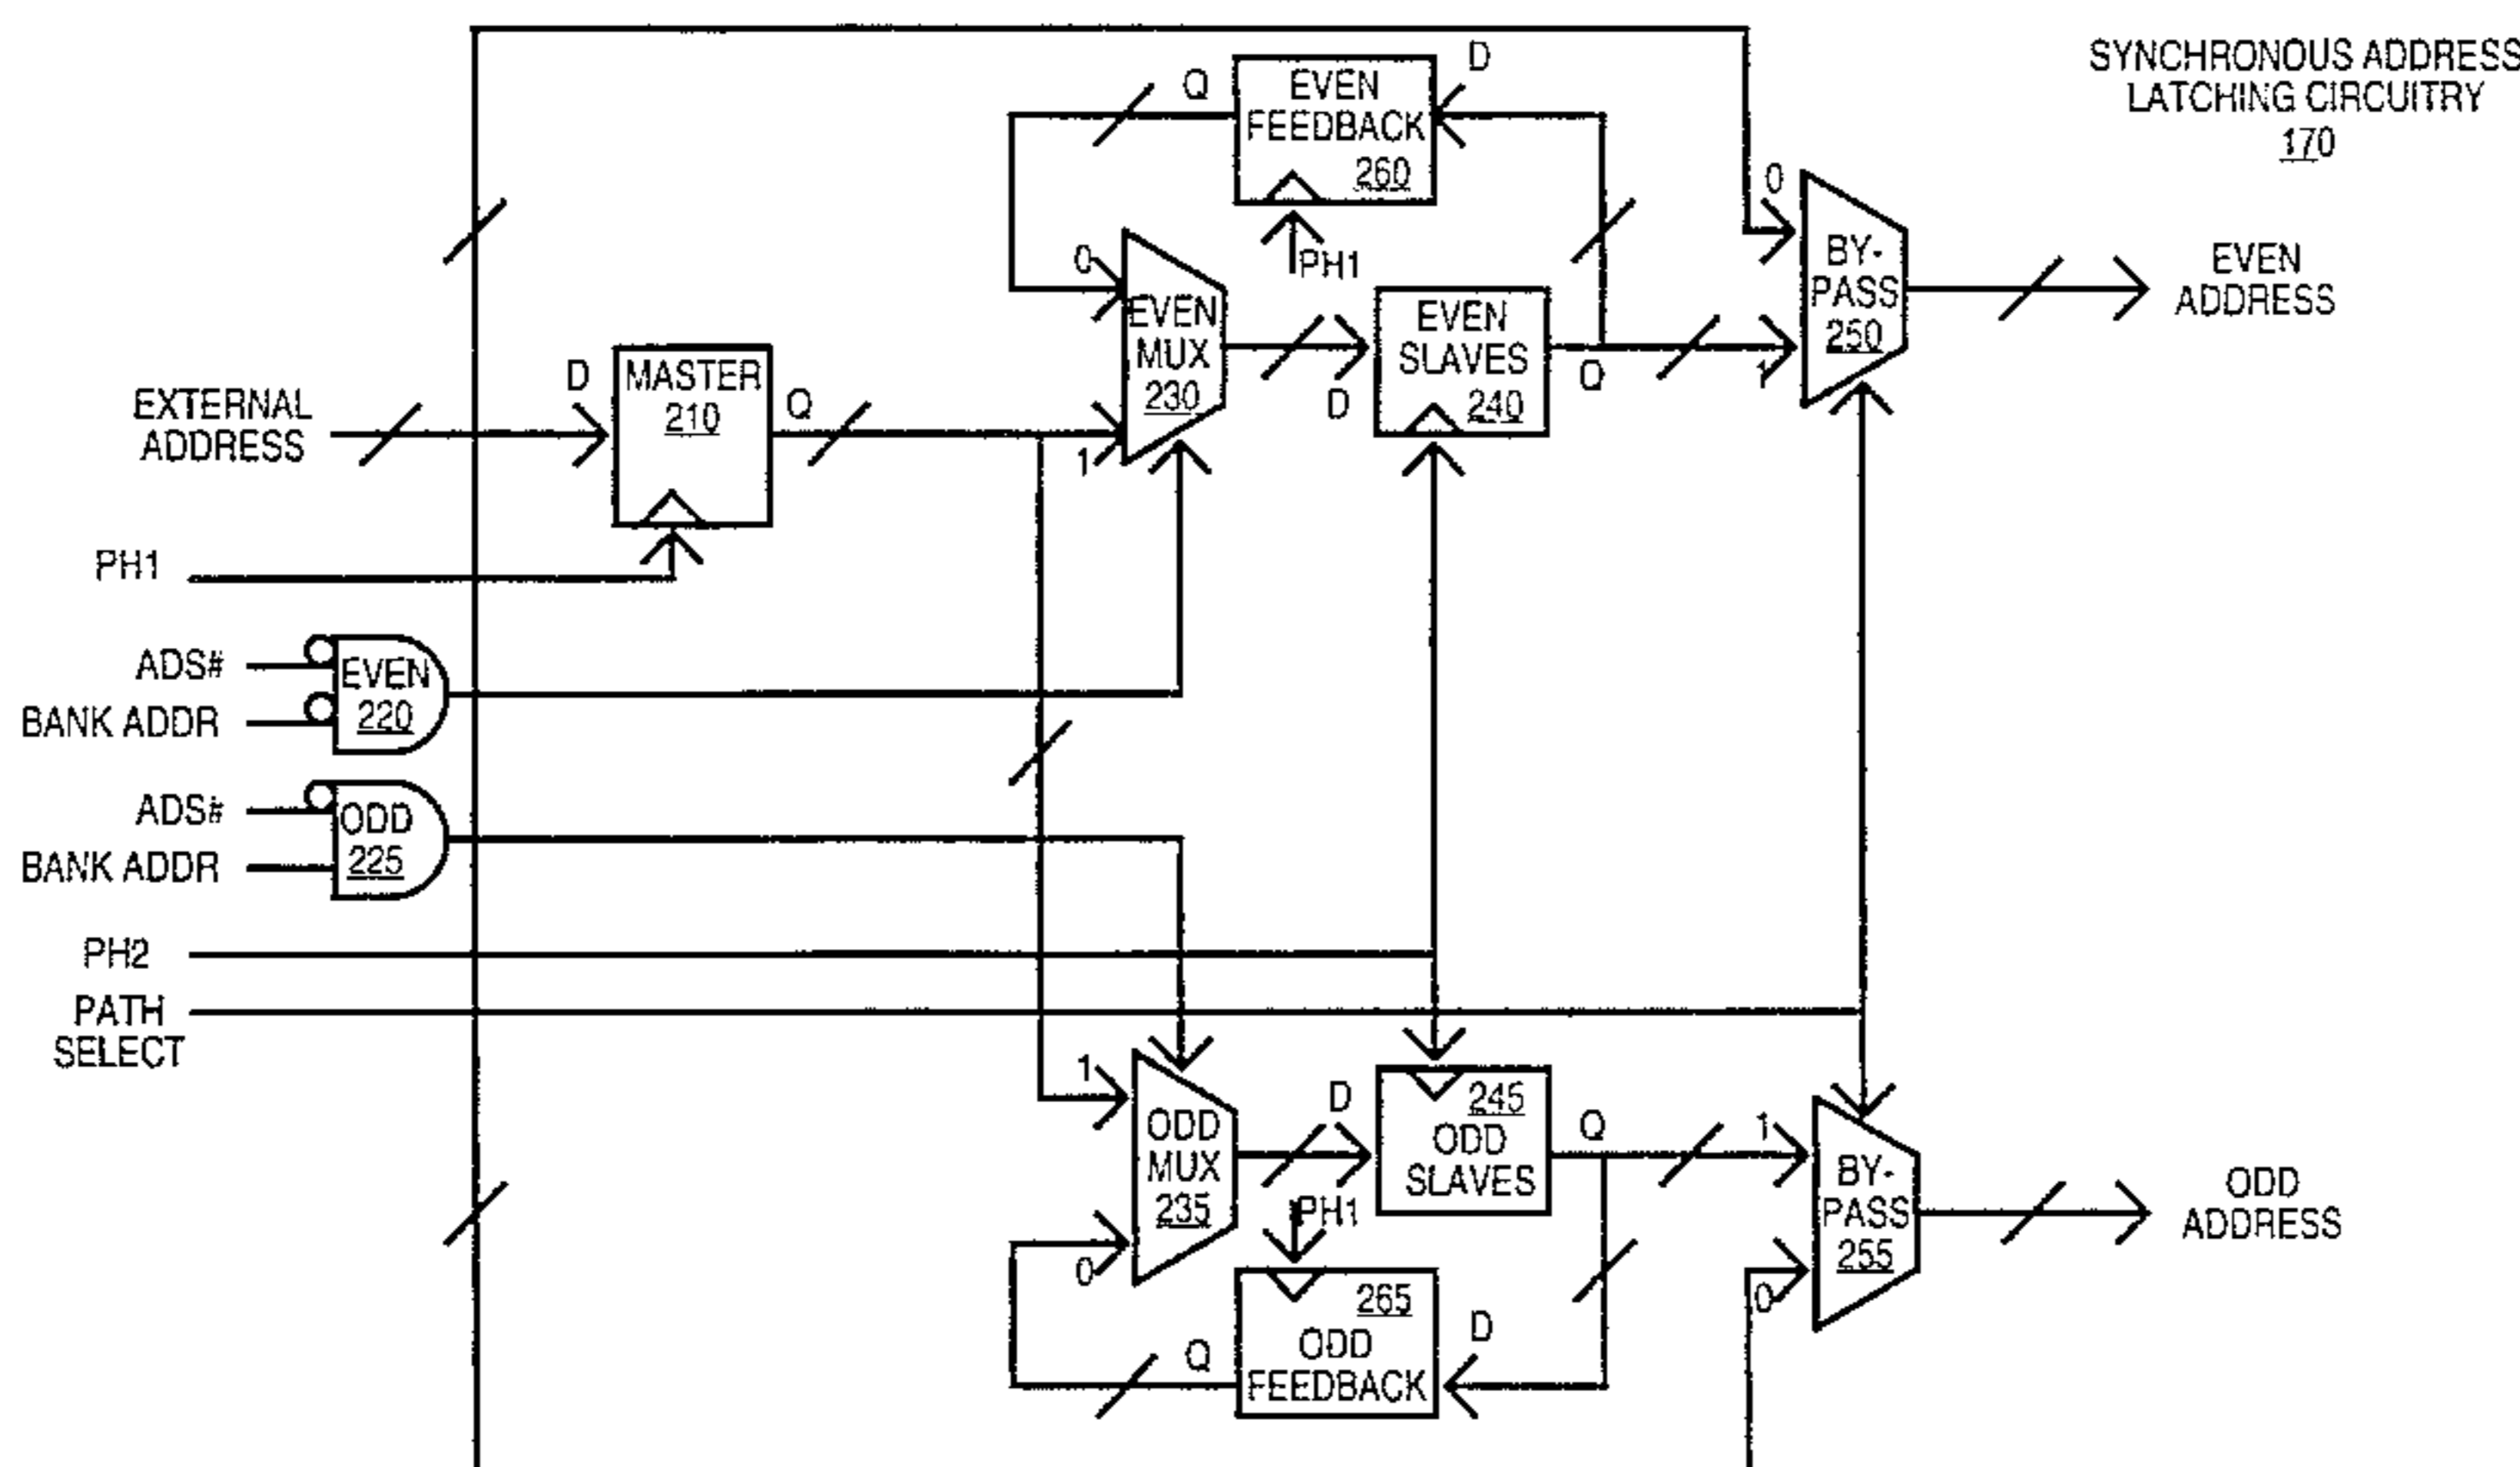 SYNCHRONOUS ADDRESS
LATCHING CIRCUITRY
170
D
Q
EVEN
FEEDBACK
260
PH1
0
BY-
PASS
250
0
1
EVEN
ADDRESS
EVEN
MUX
230
0
1
EVEN
SLAVES
240
D
Q
EXTERNAL
ADDRESS
D
MASTER
210
Q
PH1
ADS#
BANK ADDR
EVEN
220
ADS#
BANK ADDR
ODD
225
PH2
PATH
SELECT
1
ODD
MUX
235
0
D
245
ODD
SLAVES
Q
1
BY-
PASS
255
0
ODD
ADDRESS
PH1
265
ODD
FEEDBACK
Q
D